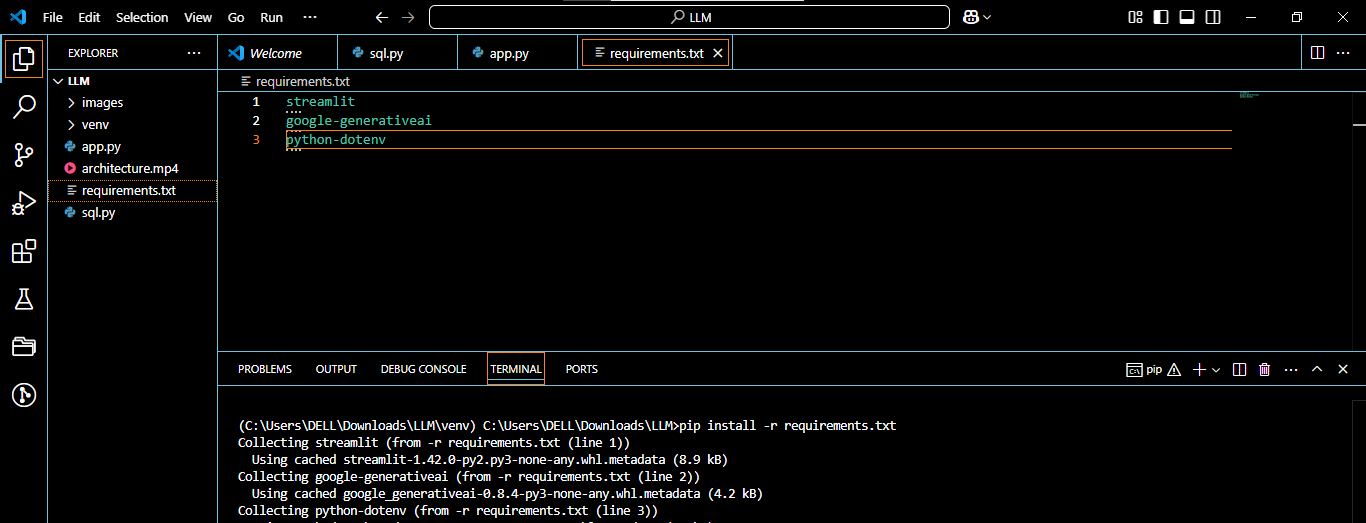 File Edit Selection View Go Run ···
LLM
EXPLORER ···
LLM
images
venv
app.py
architecture.mp4
requirements.txt
sql.py
Welcome
sql.py
app.py
requirements.txt
requirements.txt
1 streamlit
2 google-generativeai
3 python-dotenv
PROBLEMS OUTPUT DEBUG CONSOLE TERMINAL PORTS
pip
(C:\Users\DELL\Downloads\LLM\venv) C:\Users\DELL\Downloads\LLM>pip install -r requirements.txt
Collecting streamlit (from -r requirements.txt (line 1))
Using cached streamlit-1.42.0-py2.py3-none-any.whl.metadata (8.9 kB)
Collecting google-generativeai (from -r requirements.txt (line 2))
Using cached google_generativeai-0.8.4-py3-none-any.whl.metadata (4.2 kB)
Collecting python-dotenv (from -r requirements.txt (line 3))